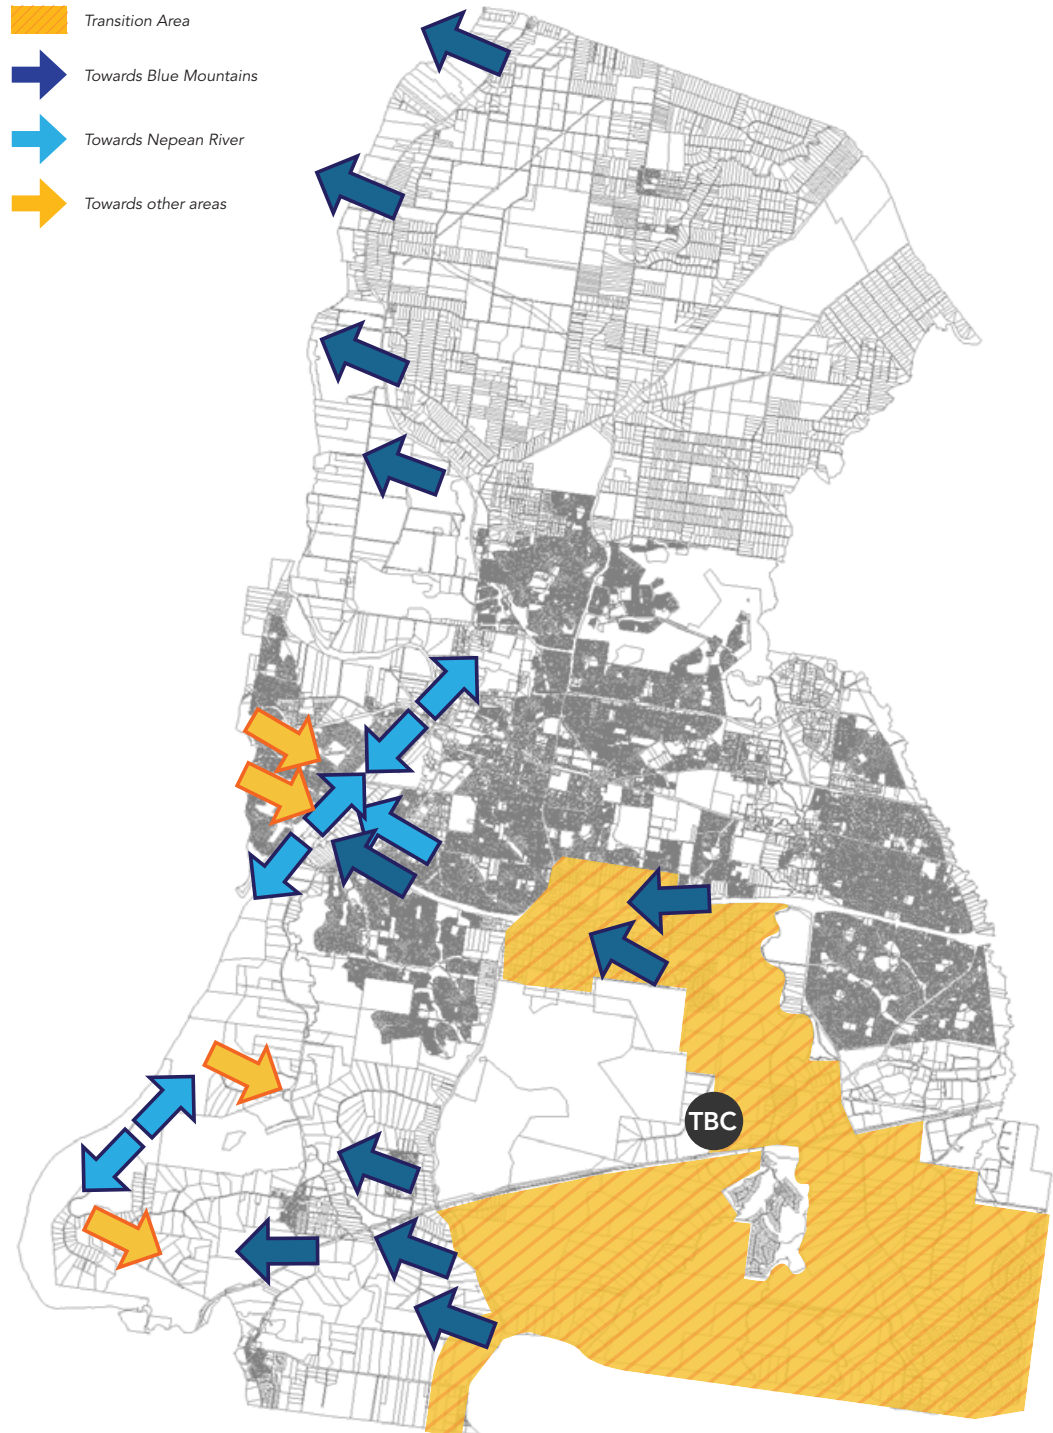 Transition Area
Towards Blue Mountains
Towards Nepean River
Towards other areas
TBC